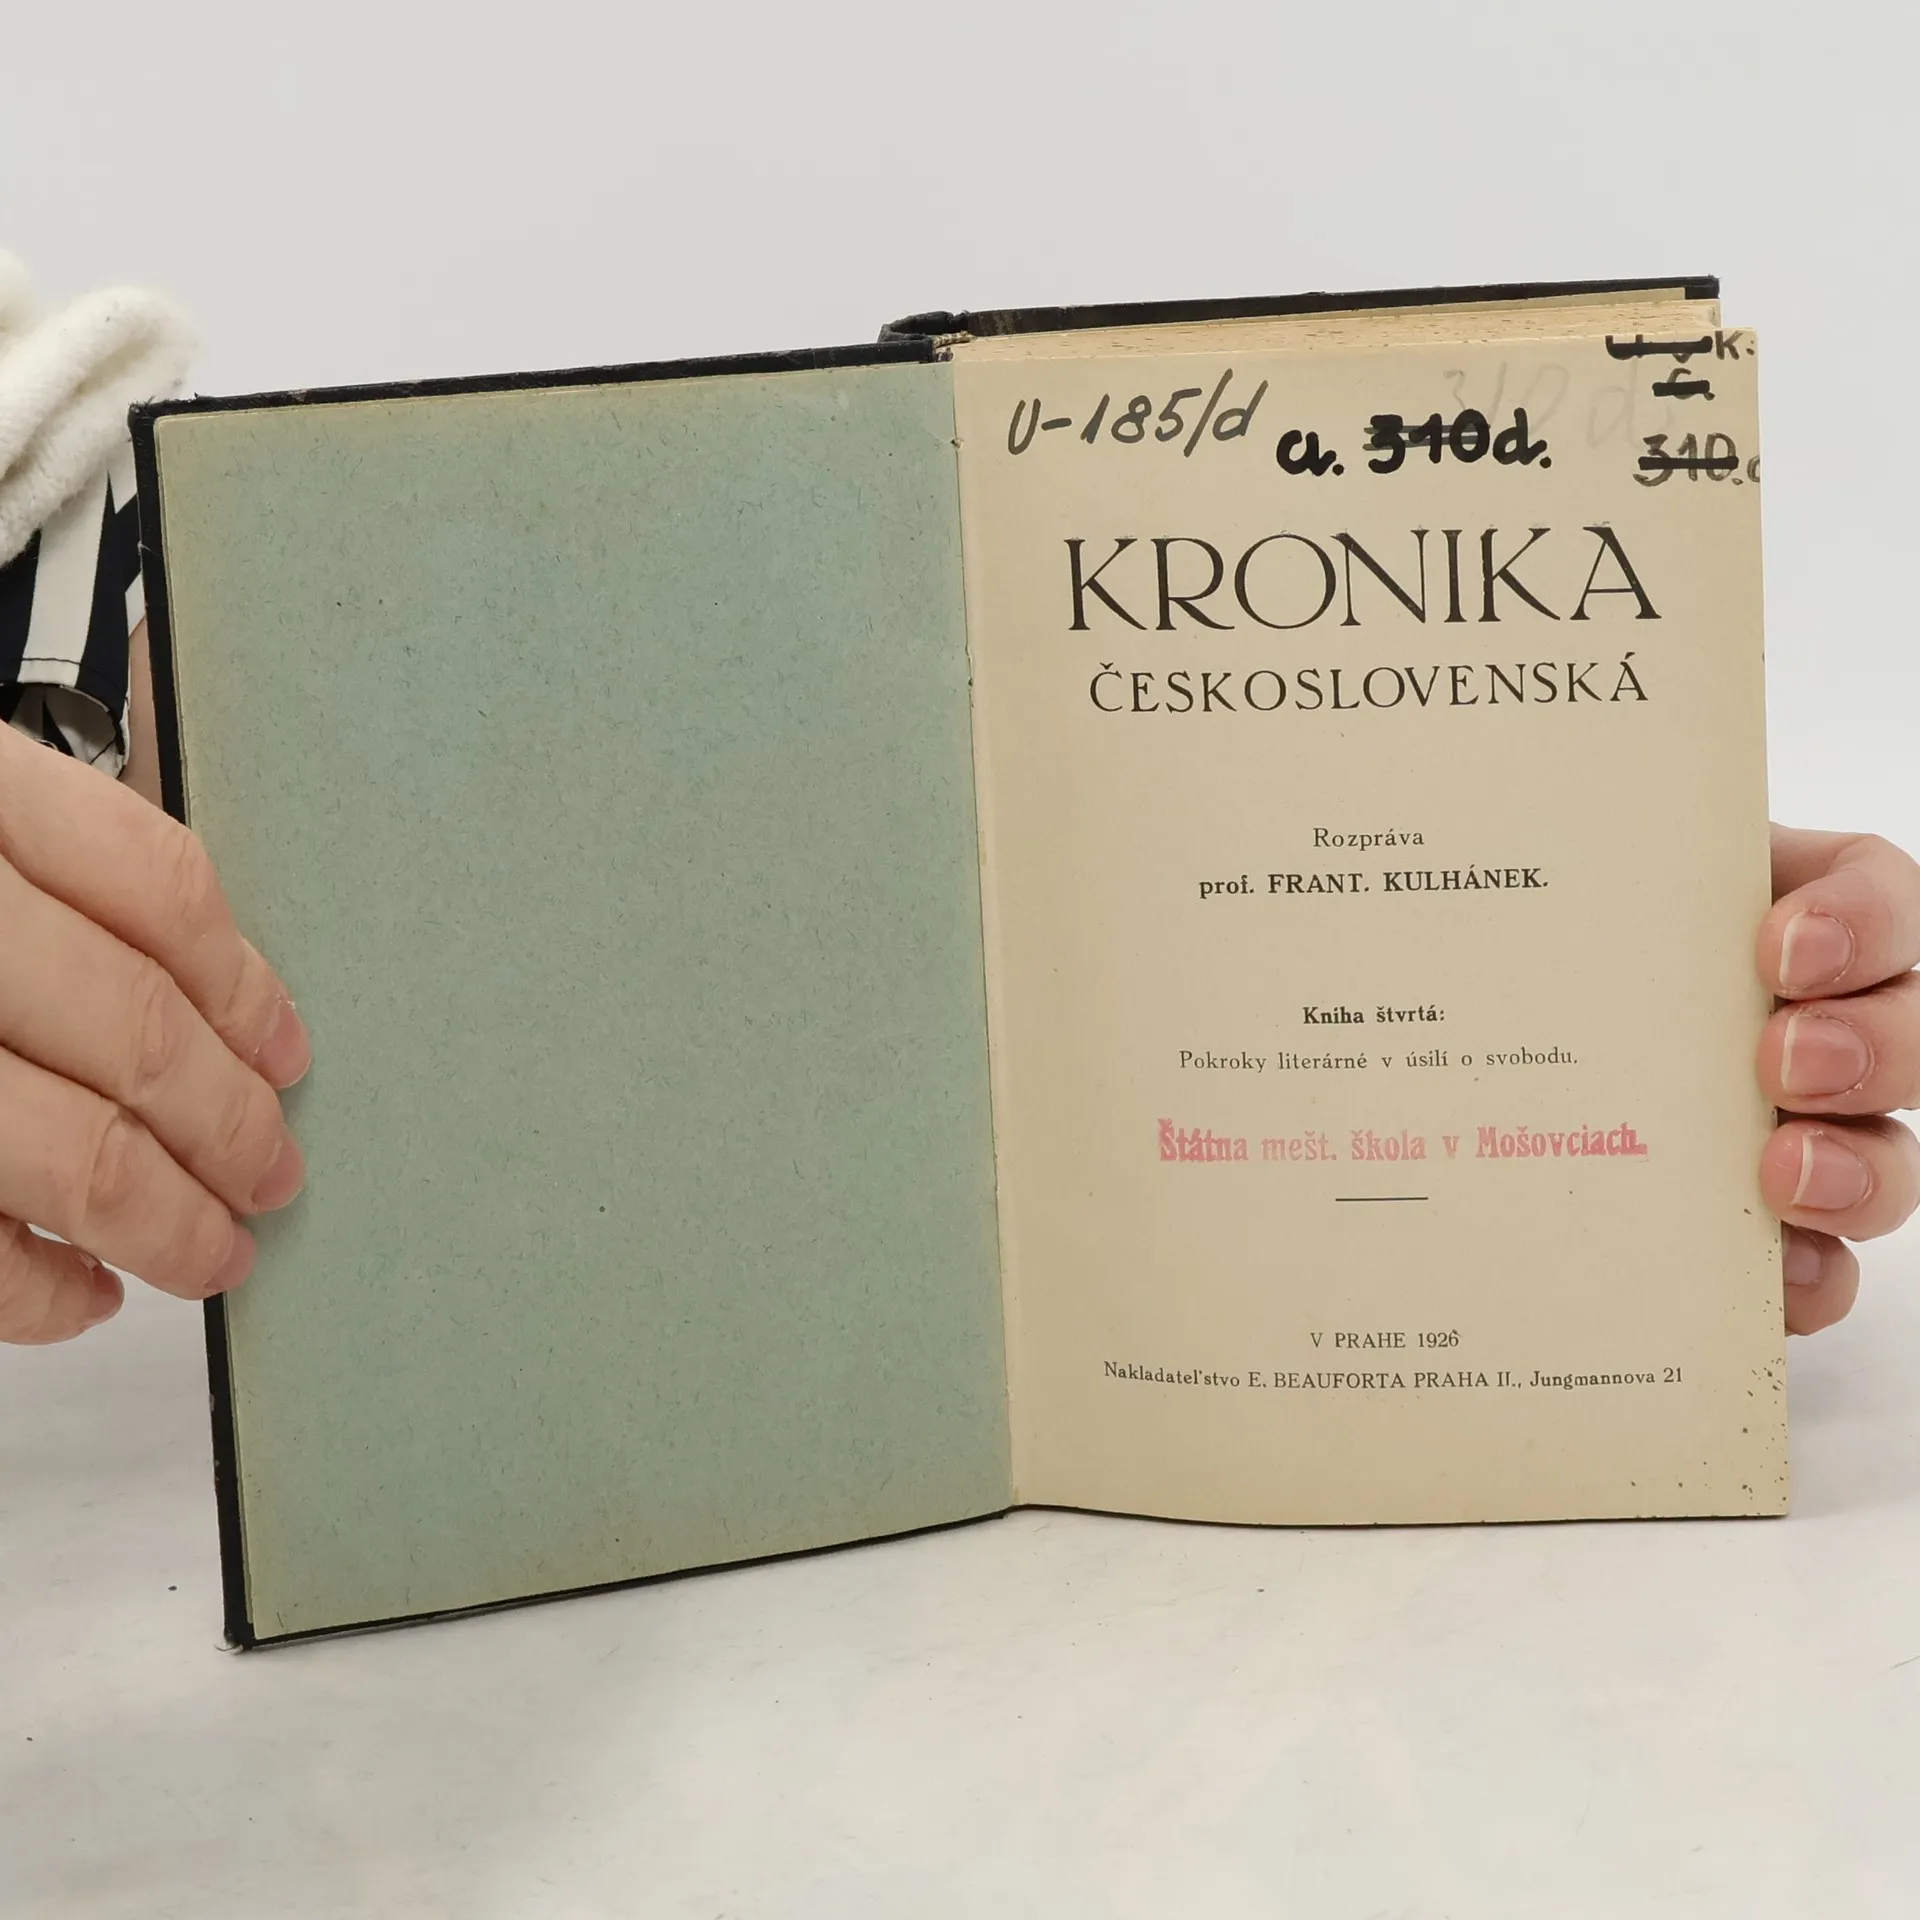 U-185/d
a. 310d.
310 d.
310.
KRONIKA
ČESKOSLOVENSKÁ
Rozpráva
prof. FRANT. KULHÁNEK.
Kniha štvrtá:
Pokroky literárné v úsilí o svobodu.
Štátna mešt. škola v Mošovciach.
V PRAHE 1926
Nakladateľstvo E. BEAUFORTA PRAHA II., Jungmannova 21